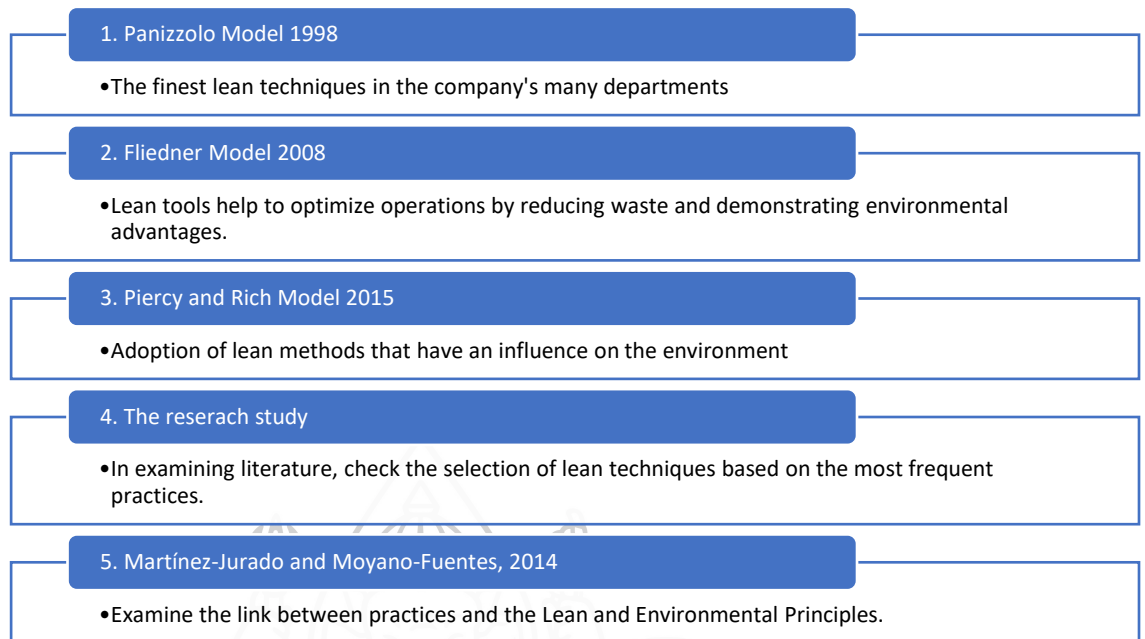 1. Panizzolo Model 1998
•The finest lean techniques in the company's many departments
2. Fliedner Model 2008
•Lean tools help to optimize operations by reducing waste and demonstrating environmental
advantages.
3. Piercy and Rich Model 2015
•Adoption of lean methods that have an influence on the environment
4. The reserach study
•In examining literature, check the selection of lean techniques based on the most frequent
practices.
5. Martínez-Jurado and Moyano-Fuentes, 2014
•Examine the link between practices and the Lean and Environmental Principles.